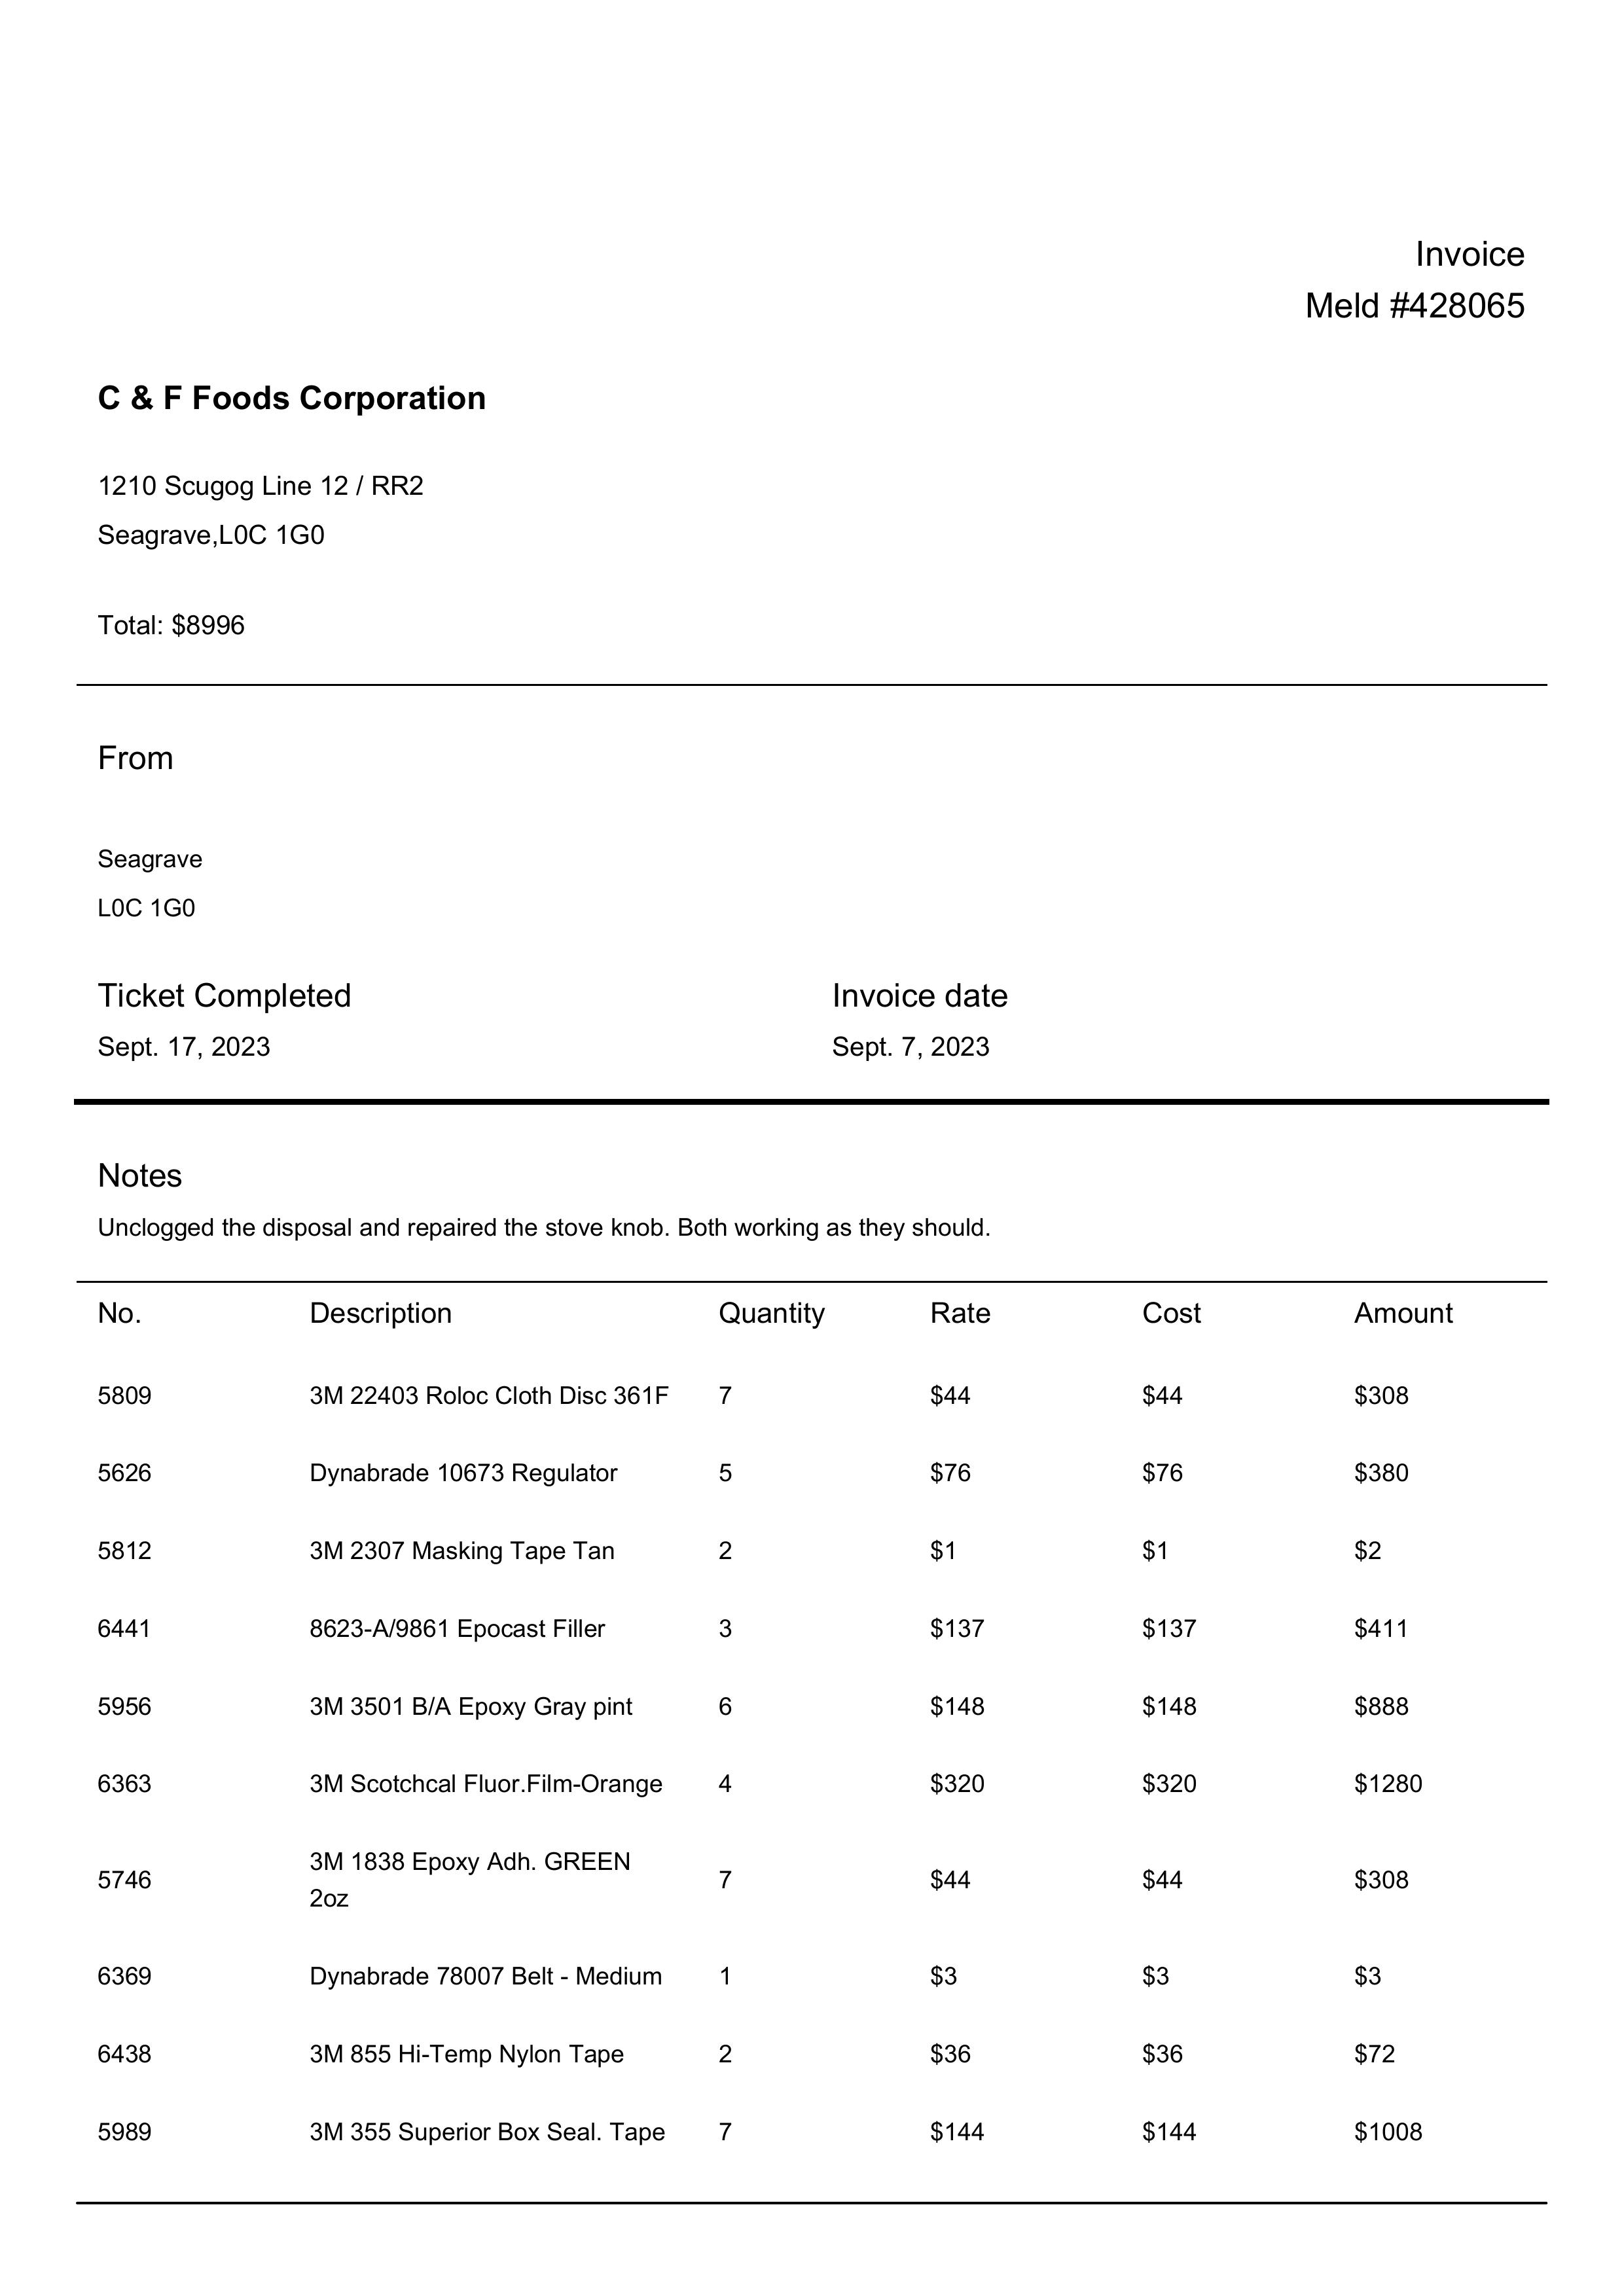 Invoice
Meld #428065
C & F Foods Corporation
1210 Scugog Line 12 / RR2
Seagrave,L0C 1G0
Total: $8996
From
Seagrave
L0C 1G0
Ticket Completed Invoice date
Sept. 17, 2023 Sept. 7, 2023
Notes
Unclogged the disposal and repaired the stove knob. Both working as they should.
No. Description Quantity Rate Cost Amount
5809 3M 22403 Roloc Cloth Disc 361F 7 $44 $44 $308
5626 Dynabrade 10673 Regulator 5 $76 $76 $380
5812 3M 2307 Masking Tape Tan 2 $1 $1 $2
6441 8623-A/9861 Epocast Filler 3 $137 $137 $411
5956 3M 3501 B/A Epoxy Gray pint 6 $148 $148 $888
6363 3M Scotchcal Fluor.Film-Orange 4 $320 $320 $1280
5746 3M 1838 Epoxy Adh. GREEN 7 $44 $44 $308
2oz
6369 Dynabrade 78007 Belt - Medium 1 $3 $3 $3
6438 3M 855 Hi-Temp Nylon Tape 2 $36 $36 $72
5989 3M 355 Superior Box Seal. Tape 7 $144 $144 $1008